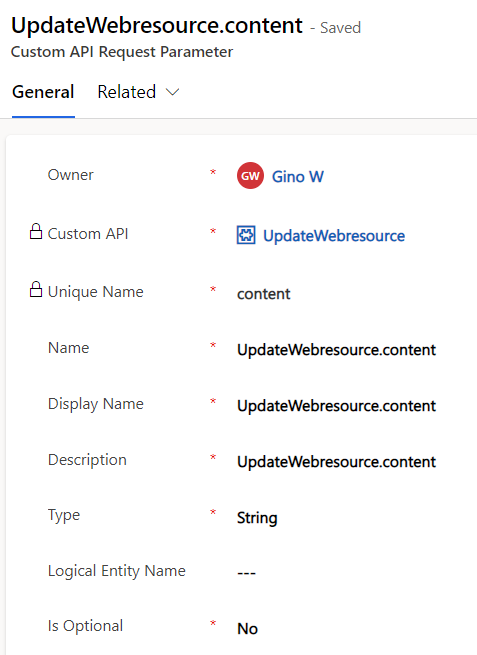 UpdateWebresource.content - Saved
Custom API Request Parameter
General Related
Owner * GW Gino W
Custom API * UpdateWebresource
Unique Name * content
Name * UpdateWebresource.content
Display Name * UpdateWebresource.content
Description * UpdateWebresource.content
Type * String
Logical Entity Name ---
Is Optional * No